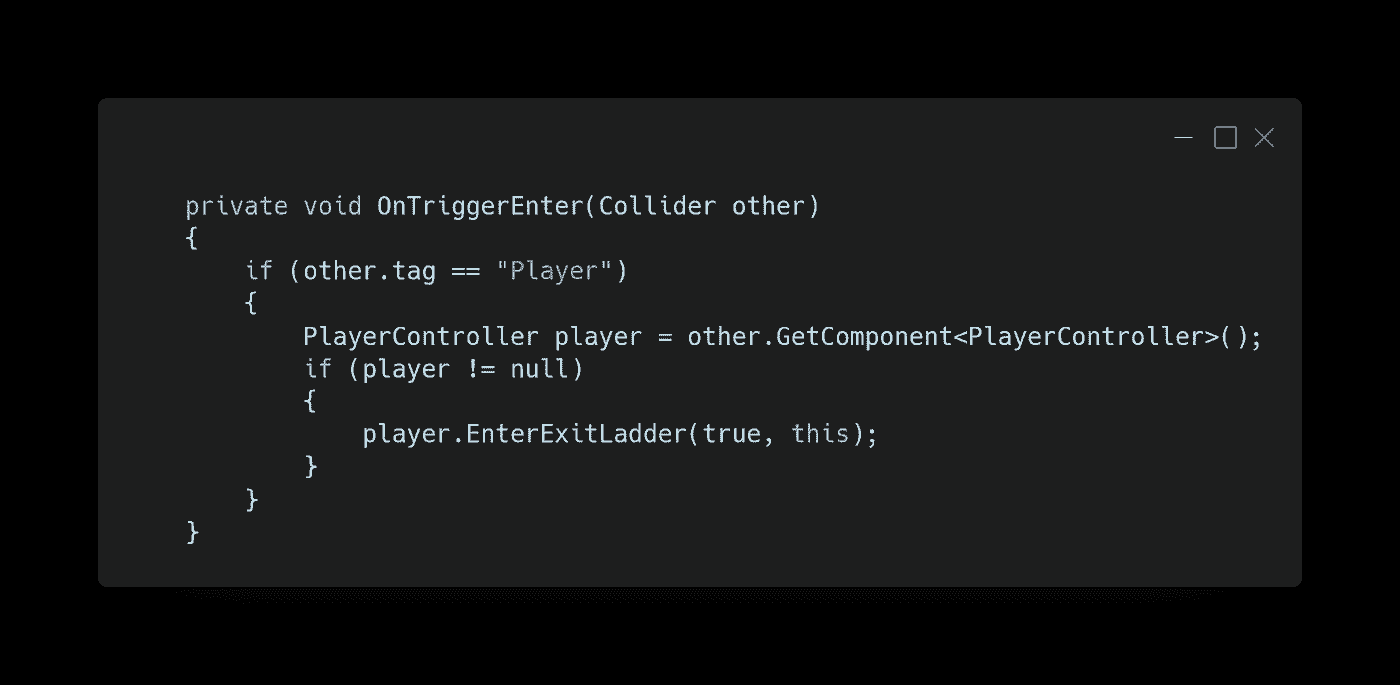 private void OnTriggerEnter(Collider other)
{
    if (other.tag == "Player")
    {
        PlayerController player = other.GetComponent<PlayerController>();
        if (player != null)
        {
            player.EnterExitLadder(true, this);
        }
    }
}